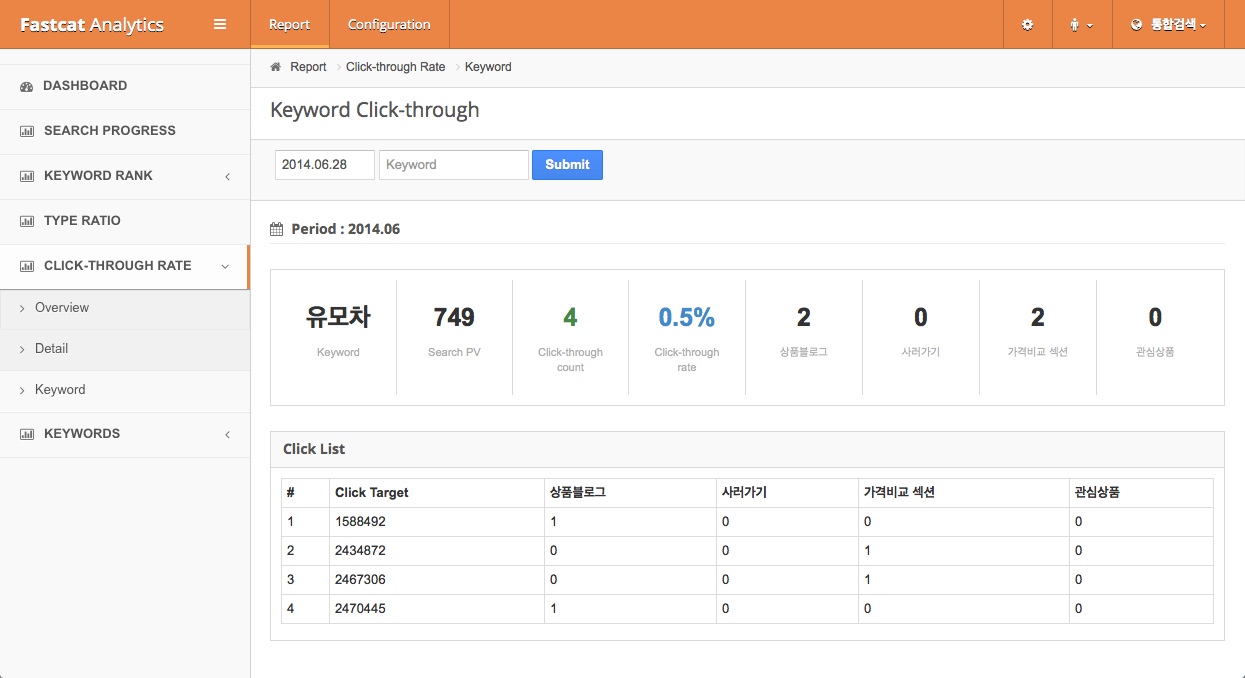 Fastcat Analytics
Report
Configuration
통합검색
Report
Click-through Rate
Keyword
DASHBOARD
SEARCH PROGRESS
KEYWORD RANK
TYPE RATIO
CLICK-THROUGH RATE
Overview
Detail
Keyword
KEYWORDS
Keyword Click-through
2014.06.28 Keyword Submit
Period : 2014.06
유모차 749 4 0.5% 2 0 2 0
Keyword Search PV Click-through count Click-through rate 상품블로그 사러가기 가격비교 섹션 관심상품
Click List
# Click Target 상품블로그 사러가기 가격비교 섹션 관심상품
1 1588492 1 0 0 0
2 2434872 0 0 1 0
3 2467306 0 0 1 0
4 2470445 1 0 0 0